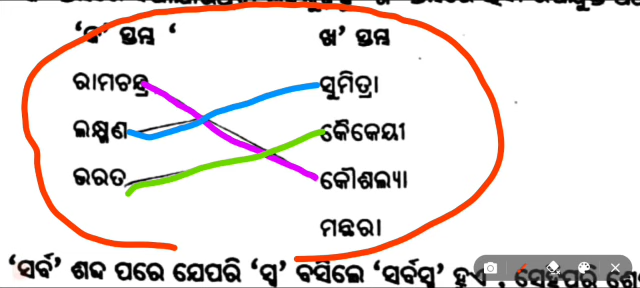 ‘କ’ ସ୍ତମ୍ଭ ‘ ଖ’ ସ୍ତମ୍ଭ
ରାମଚନ୍ଦ୍ର ସୁମିତ୍ରା
ଲକ୍ଷ୍ମଣ କୈକେୟୀ
ଭରତ କୌଶଲ୍ୟା
ମନ୍ଥରା
‘ସର୍ବ’ ଶବ୍ଦ ପରେ ଯେପରି ‘ସ୍ୱ’ ବସିଲେ ‘ସର୍ବସ୍ୱ’ ହୁଏ , ସେହିପରି